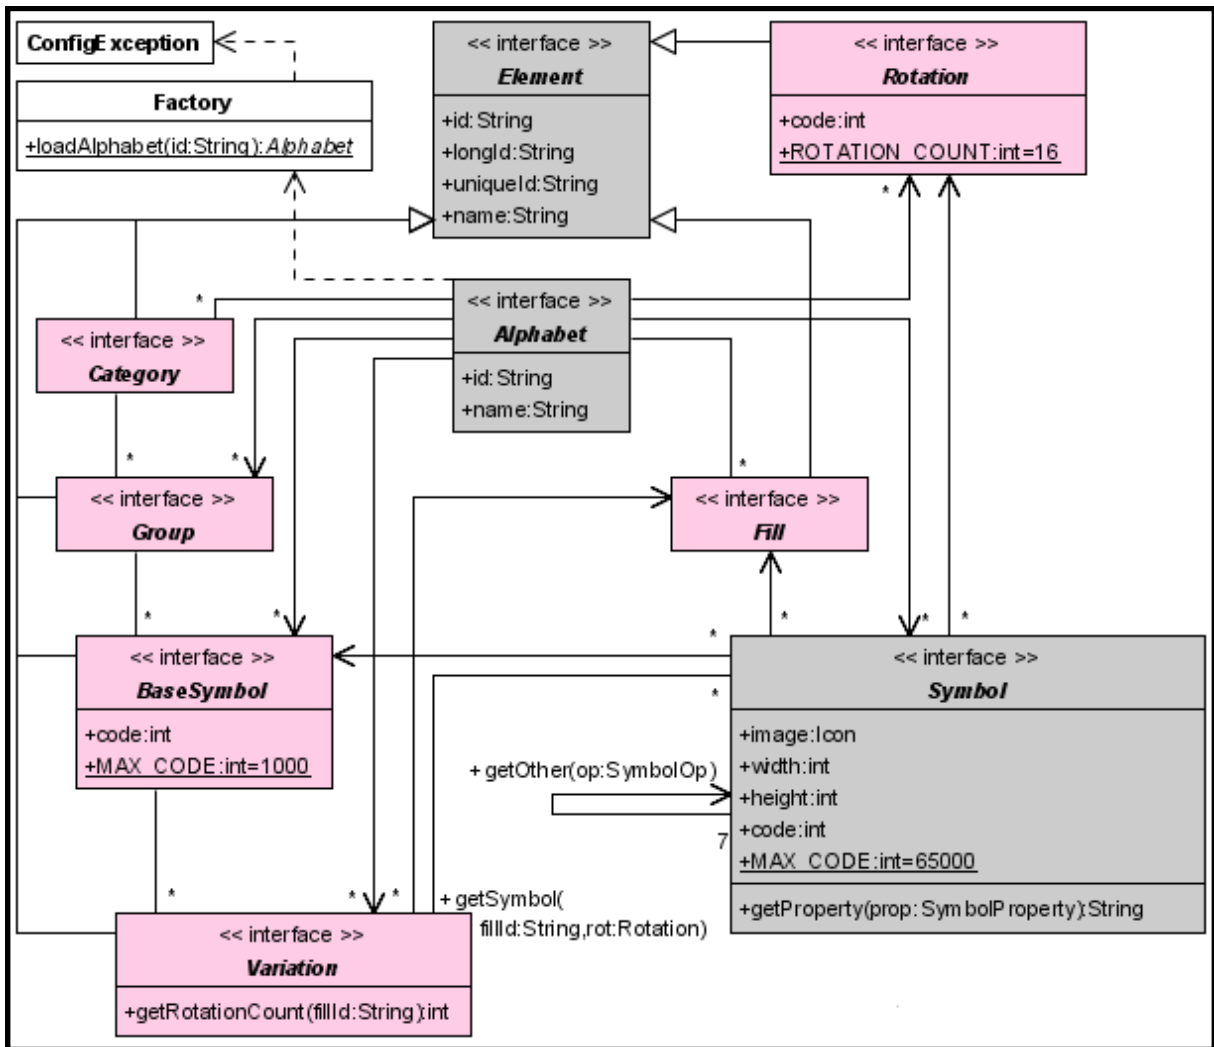 ConfigException
Factory
+loadAlphabet(id:String):Alphabet
<< interface >>
Element
+id:String
+longId:String
+uniqueId:String
+name:String
<< interface >>
Rotation
+code:int
+ROTATION_COUNT:int=16
*
*
<< interface >>
Category
<< interface >>
Alphabet
+id:String
+name:String
*
*
*
<< interface >>
Group
<< interface >>
Fill
*
*
*
*
*
*
<< interface >>
BaseSymbol
+code:int
+MAX_CODE:int=1000
*
*
<< interface >>
Symbol
+image:Icon
+width:int
+height:int
+code:int
+MAX_CODE:int=65000
+getProperty(prop:SymbolProperty):String
+ getOther(op:SymbolOp)
7
*
*
*
+ getSymbol(
fillId:String,rot:Rotation)
<< interface >>
Variation
+getRotationCount(fillId:String):int